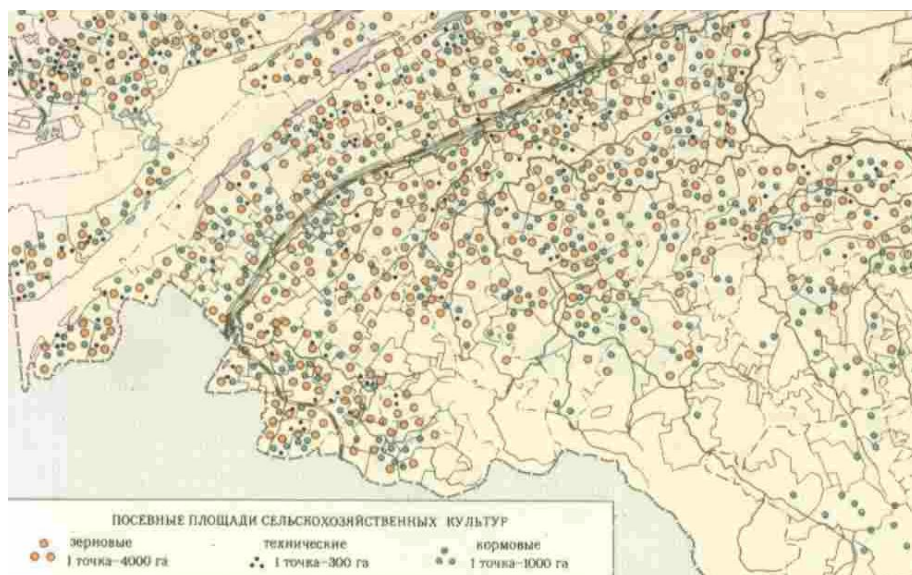 ПОСЕВНЫЕ ПЛОЩАДИ СЕЛЬСКОХОЗЯЙСТВЕННЫХ КУЛЬТУР
зерновые
1 точка–4000 га
технические
1 точка–300 га
кормовые
1 точка–1000 га